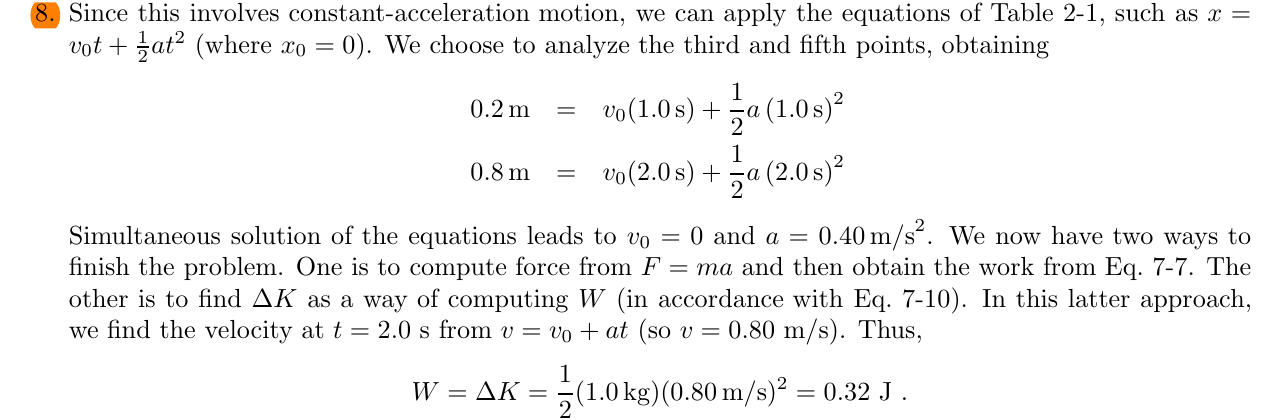 8. Since this involves constant-acceleration motion, we can apply the equations of Table 2-1, such as x =
v₀t + ½at² (where x₀ = 0). We choose to analyze the third and fifth points, obtaining
0.2 m = v₀(1.0 s) + 1/2 a (1.0 s)²
0.8 m = v₀(2.0 s) + 1/2 a (2.0 s)²
Simultaneous solution of the equations leads to v₀ = 0 and a = 0.40 m/s². We now have two ways to
finish the problem. One is to compute force from F = ma and then obtain the work from Eq. 7-7. The
other is to find ΔK as a way of computing W (in accordance with Eq. 7-10). In this latter approach,
we find the velocity at t = 2.0 s from v = v₀ + at (so v = 0.80 m/s). Thus,
W = ΔK = 1/2 (1.0 kg)(0.80 m/s)² = 0.32 J .